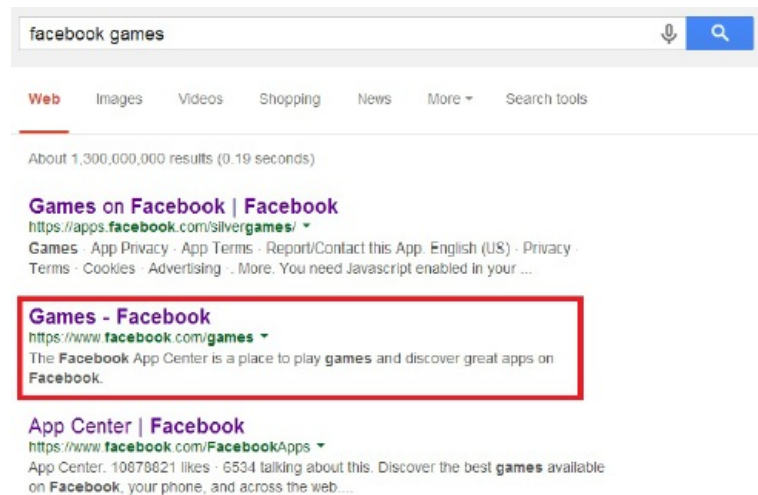 facebook games
Web Images Videos Shopping News More Search tools
About 1,300,000,000 results (0.19 seconds)
Games on Facebook | Facebook
https://apps.facebook.com/silvergames/
Games · App Privacy · App Terms · Report/Contact this App. English (US) · Privacy ·
Terms · Cookies · Advertising ·. More. You need Javascript enabled in your ...
Games - Facebook
https://www.facebook.com/games
The Facebook App Center is a place to play games and discover great apps on
Facebook.
App Center | Facebook
https://www.facebook.com/FacebookApps
App Center. 10878821 likes · 6534 talking about this. Discover the best games available
on Facebook, your phone, and across the web....